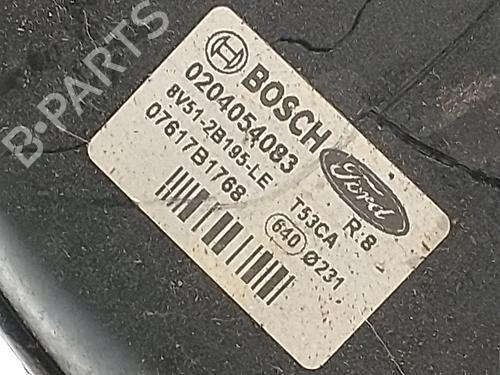 BOSCH
0204054083
8V51-2B195-LE
07617B1768
Ford
R:8
T53CA
640
Ø231
B-PARTS